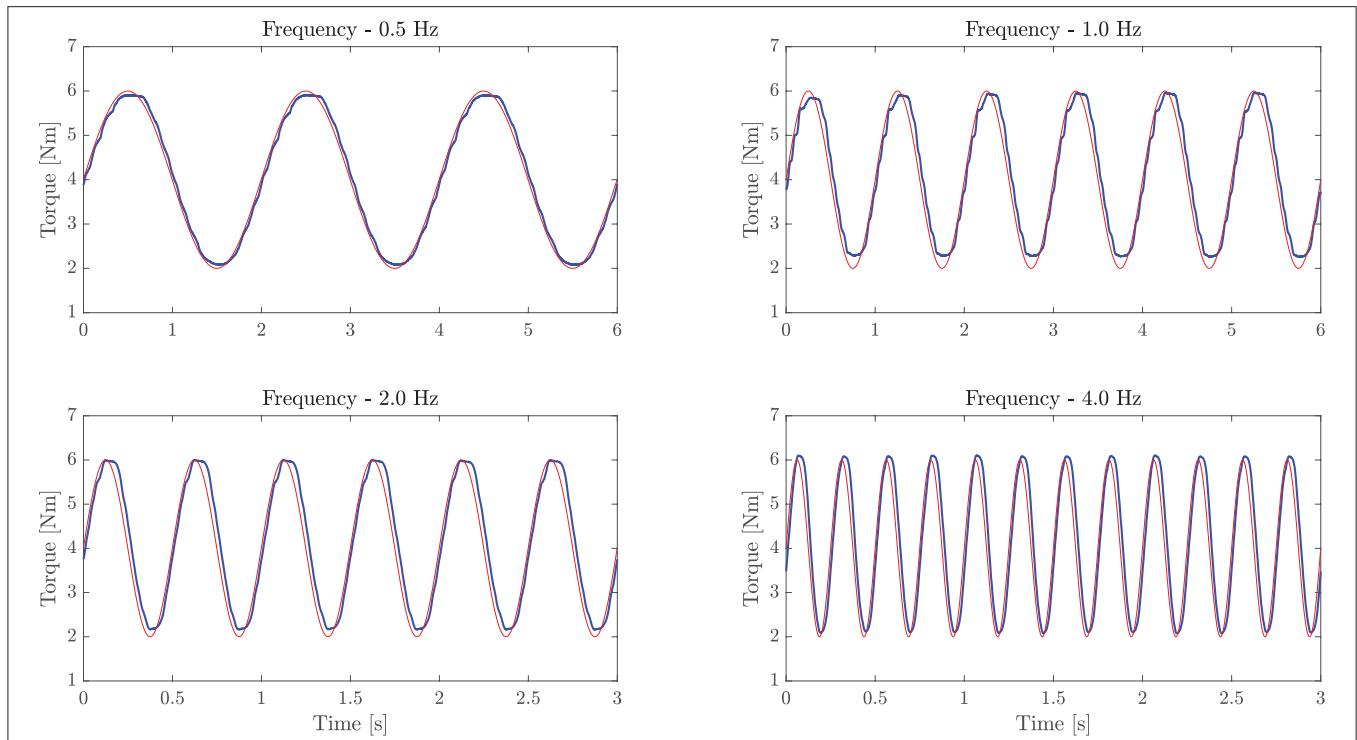 Frequency - 0.5 Hz
7
6
5
4
3
2
1
Torque [Nm]
0 1 2 3 4 5 6
Frequency - 1.0 Hz
7
6
5
4
3
2
1
Torque [Nm]
0 1 2 3 4 5 6
Frequency - 2.0 Hz
7
6
5
4
3
2
1
Torque [Nm]
0 0.5 1 1.5 2 2.5 3
Time [s]
Frequency - 4.0 Hz
7
6
5
4
3
2
1
Torque [Nm]
0 0.5 1 1.5 2 2.5 3
Time [s]